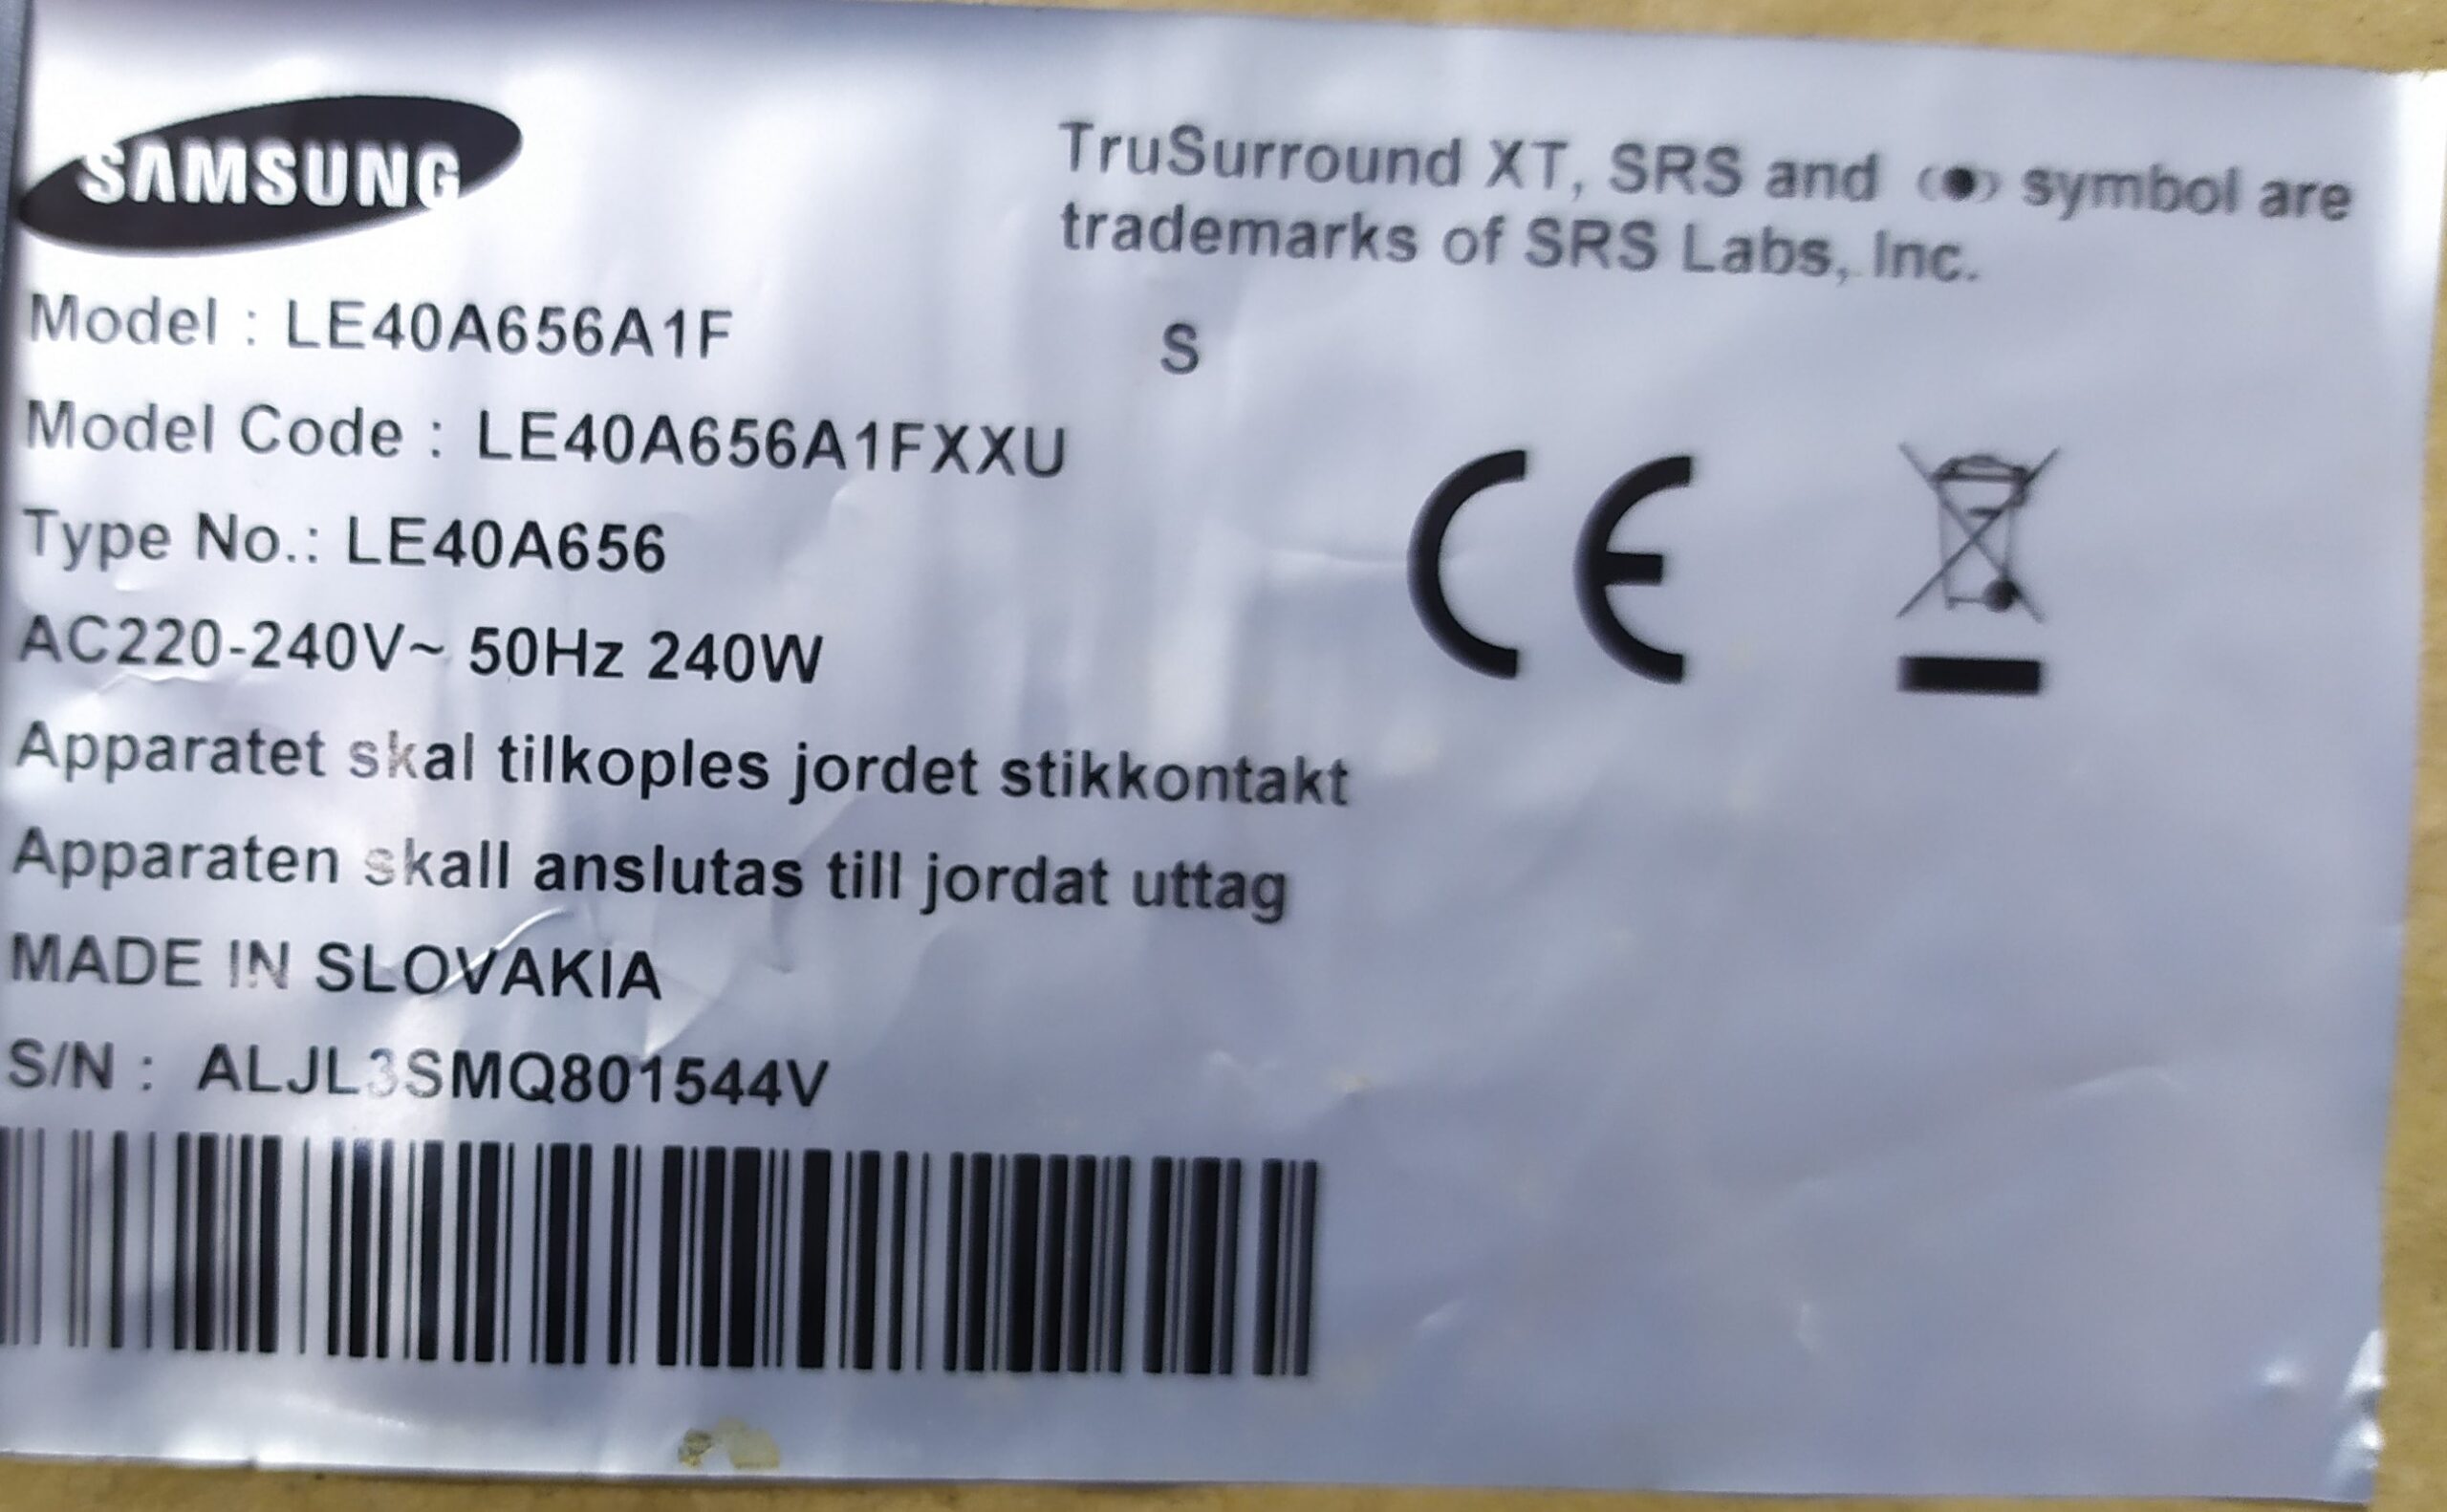 SAMSUNG
TruSurround XT, SRS and (●) symbol are
trademarks of SRS Labs, Inc.
Model : LE40A656A1F
S
Model Code : LE40A656A1FXXU
Type No.: LE40A656
AC220-240V~ 50Hz 240W
CE
Apparatet skal tilkoples jordet stikkontakt
Apparaten skall anslutas till jordat uttag
MADE IN SLOVAKIA
S/N : ALJL3SMQ801544V